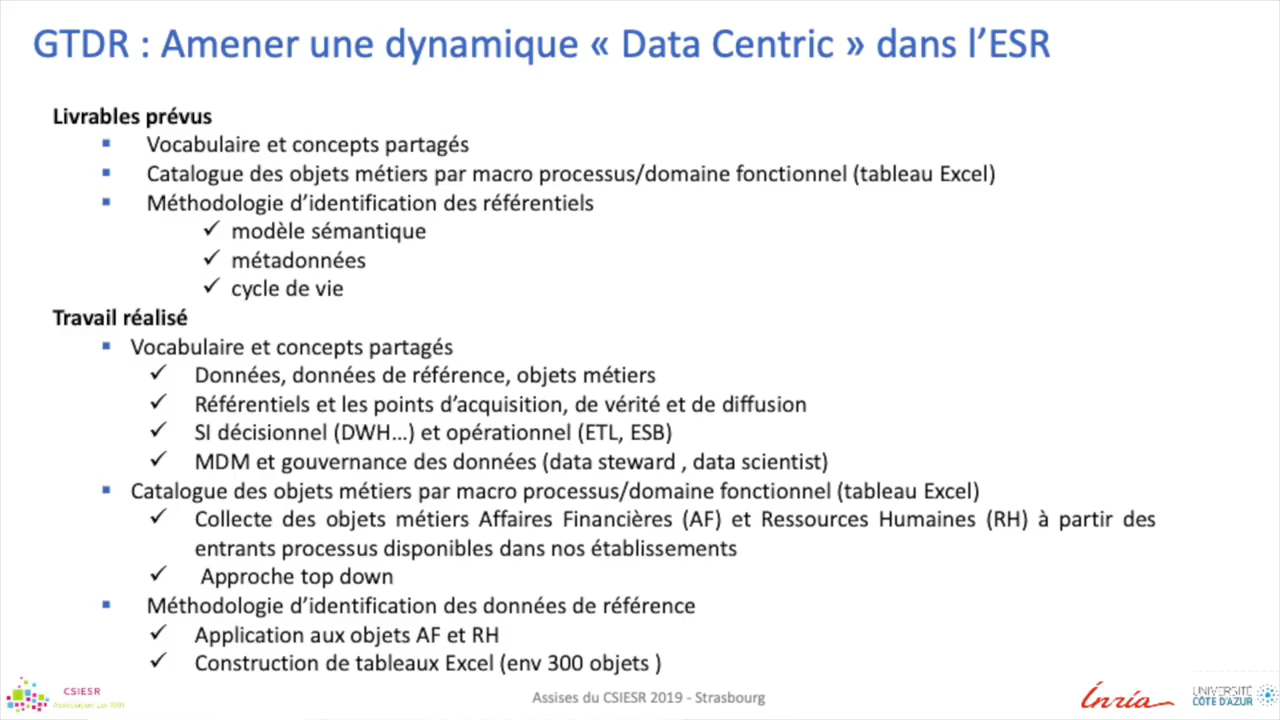 GTDR : Amener une dynamique « Data Centric » dans l’ESR
Livrables prévus
▪ Vocabulaire et concepts partagés
▪ Catalogue des objets métiers par macro processus/domaine fonctionnel (tableau Excel)
▪ Méthodologie d’identification des référentiels
✓ modèle sémantique
✓ métadonnées
✓ cycle de vie
Travail réalisé
▪ Vocabulaire et concepts partagés
✓ Données, données de référence, objets métiers
✓ Référentiels et les points d’acquisition, de vérité et de diffusion
✓ SI décisionnel (DWH…) et opérationnel (ETL, ESB)
✓ MDM et gouvernance des données (data steward , data scientist)
▪ Catalogue des objets métiers par macro processus/domaine fonctionnel (tableau Excel)
✓ Collecte des objets métiers Affaires Financières (AF) et Ressources Humaines (RH) à partir des
entrants processus disponibles dans nos établissements
✓ Approche top down
▪ Méthodologie d’identification des données de référence
✓ Application aux objets AF et RH
✓ Construction de tableaux Excel (env 300 objets )
CSIESR
Assises du CSIESR 2019 - Strasbourg
Inria
UNIVERSITÉ
CÔTE D’AZUR